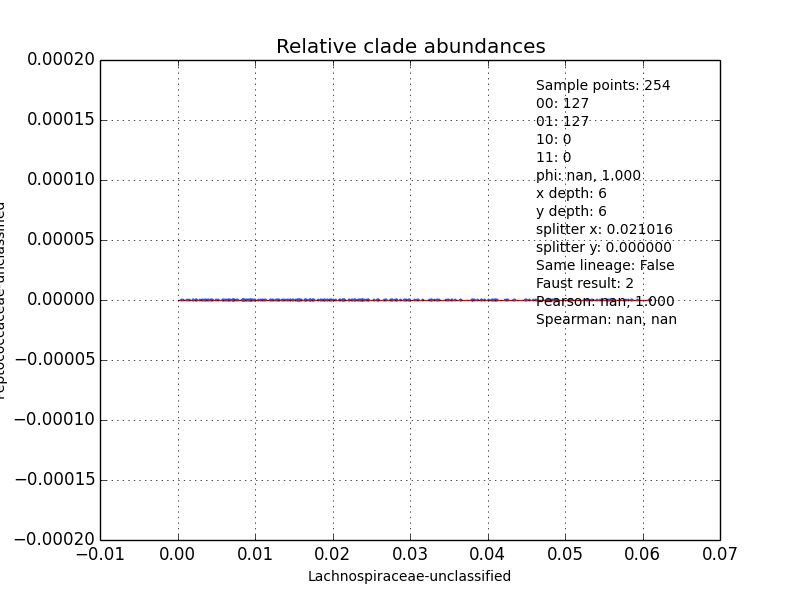 Relative clade abundances
0.00020
0.00015
0.00010
0.00005
0.00000
−0.00005
−0.00010
−0.00015
−0.00020
Sample points: 254
00: 127
01: 127
10: 0
11: 0
phi: nan, 1.000
x depth: 6
y depth: 6
splitter x: 0.021016
splitter y: 0.000000
Same lineage: False
Faust result: 2
Pearson: nan, 1.000
Spearman: nan, nan
−0.01 0.00 0.01 0.02 0.03 0.04 0.05 0.06 0.07
Lachnospiraceae-unclassified